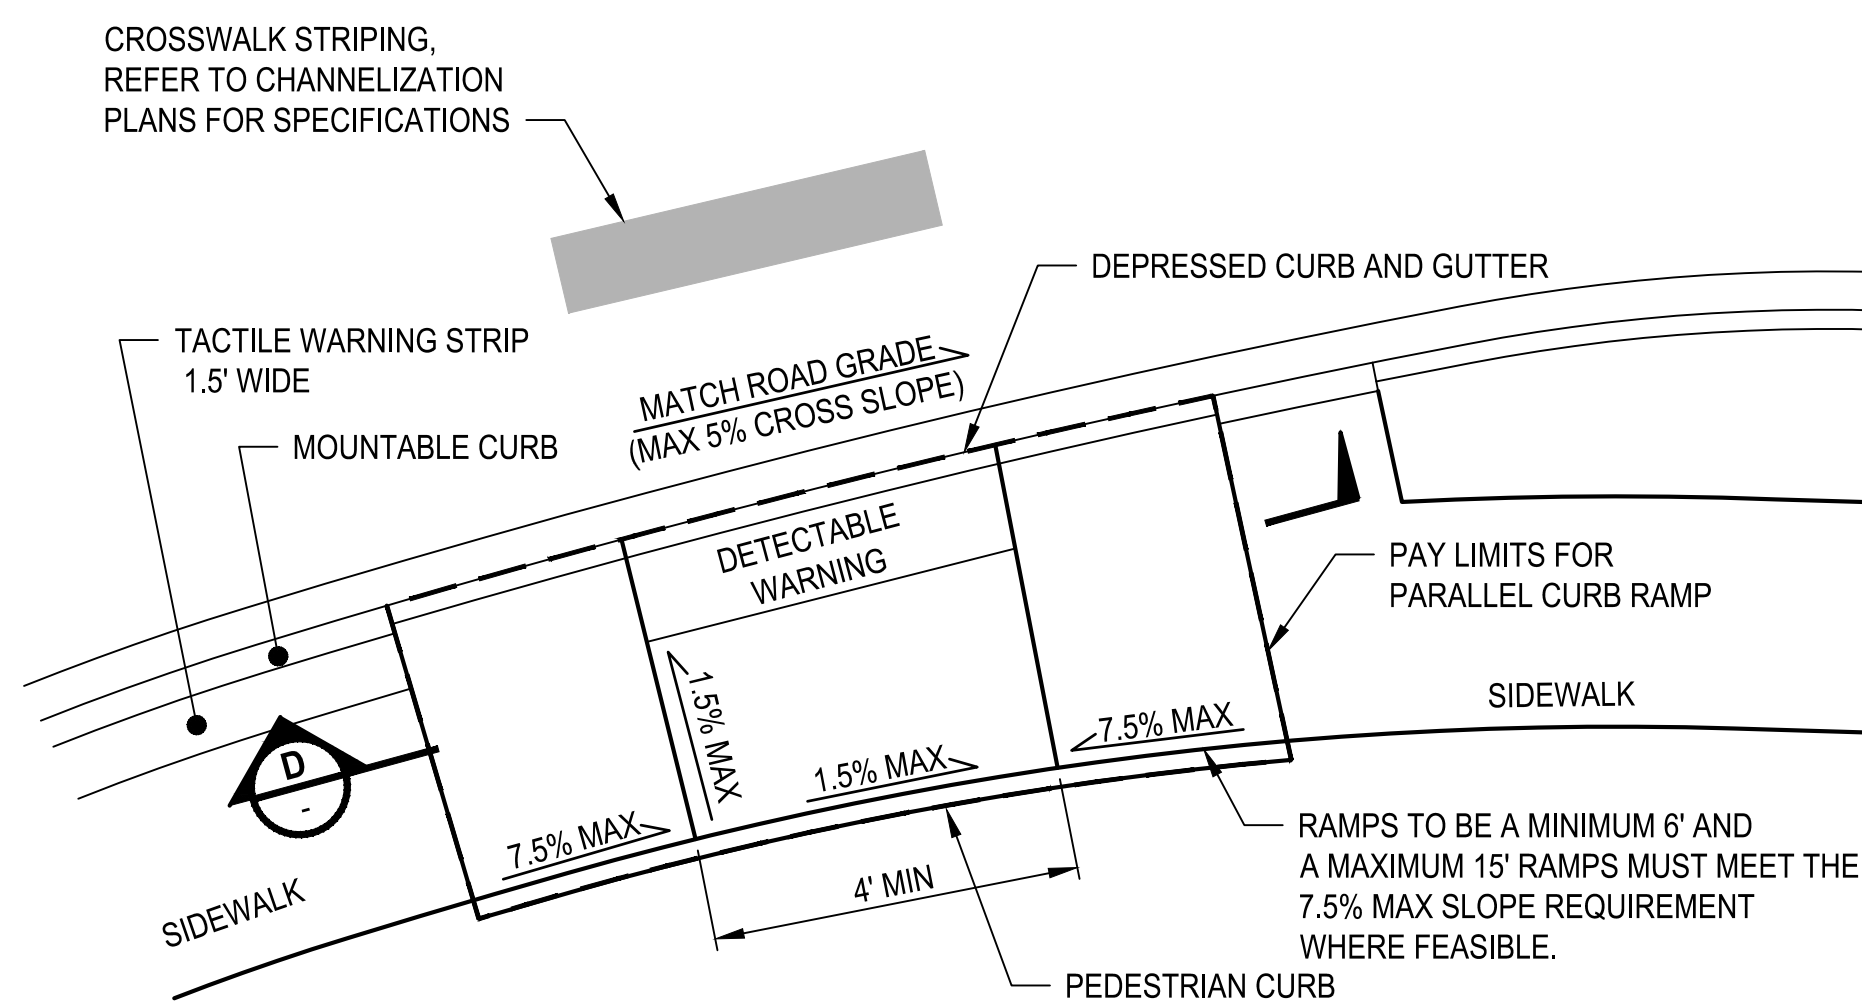 CROSSWALK STRIPING,
REFER TO CHANNELIZATION
PLANS FOR SPECIFICATIONS
DEPRESSED CURB AND GUTTER
TACTILE WARNING STRIP
1.5' WIDE
MATCH ROAD GRADE
(MAX 5% CROSS SLOPE)
MOUNTABLE CURB
DETECTABLE
WARNING
PAY LIMITS FOR
PARALLEL CURB RAMP
SIDEWALK
1.5% MAX
7.5% MAX
1.5% MAX
D
-
7.5% MAX
RAMPS TO BE A MINIMUM 6' AND
A MAXIMUM 15' RAMPS MUST MEET THE
7.5% MAX SLOPE REQUIREMENT
WHERE FEASIBLE.
4' MIN
SIDEWALK
PEDESTRIAN CURB